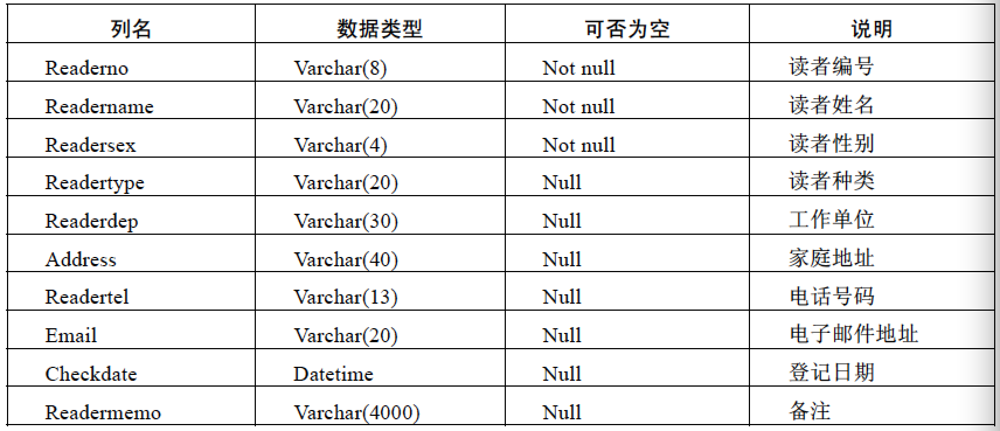 列名 数据类型 可否为空 说明
Readerno Varchar(8) Not null 读者编号
Readername Varchar(20) Not null 读者姓名
Readersex Varchar(4) Not null 读者性别
Readertype Varchar(20) Null 读者种类
Readerdep Varchar(30) Null 工作单位
Address Varchar(40) Null 家庭地址
Readertel Varchar(13) Null 电话号码
Email Varchar(20) Null 电子邮件地址
Checkdate Datetime Null 登记日期
Readermemo Varchar(4000) Null 备注